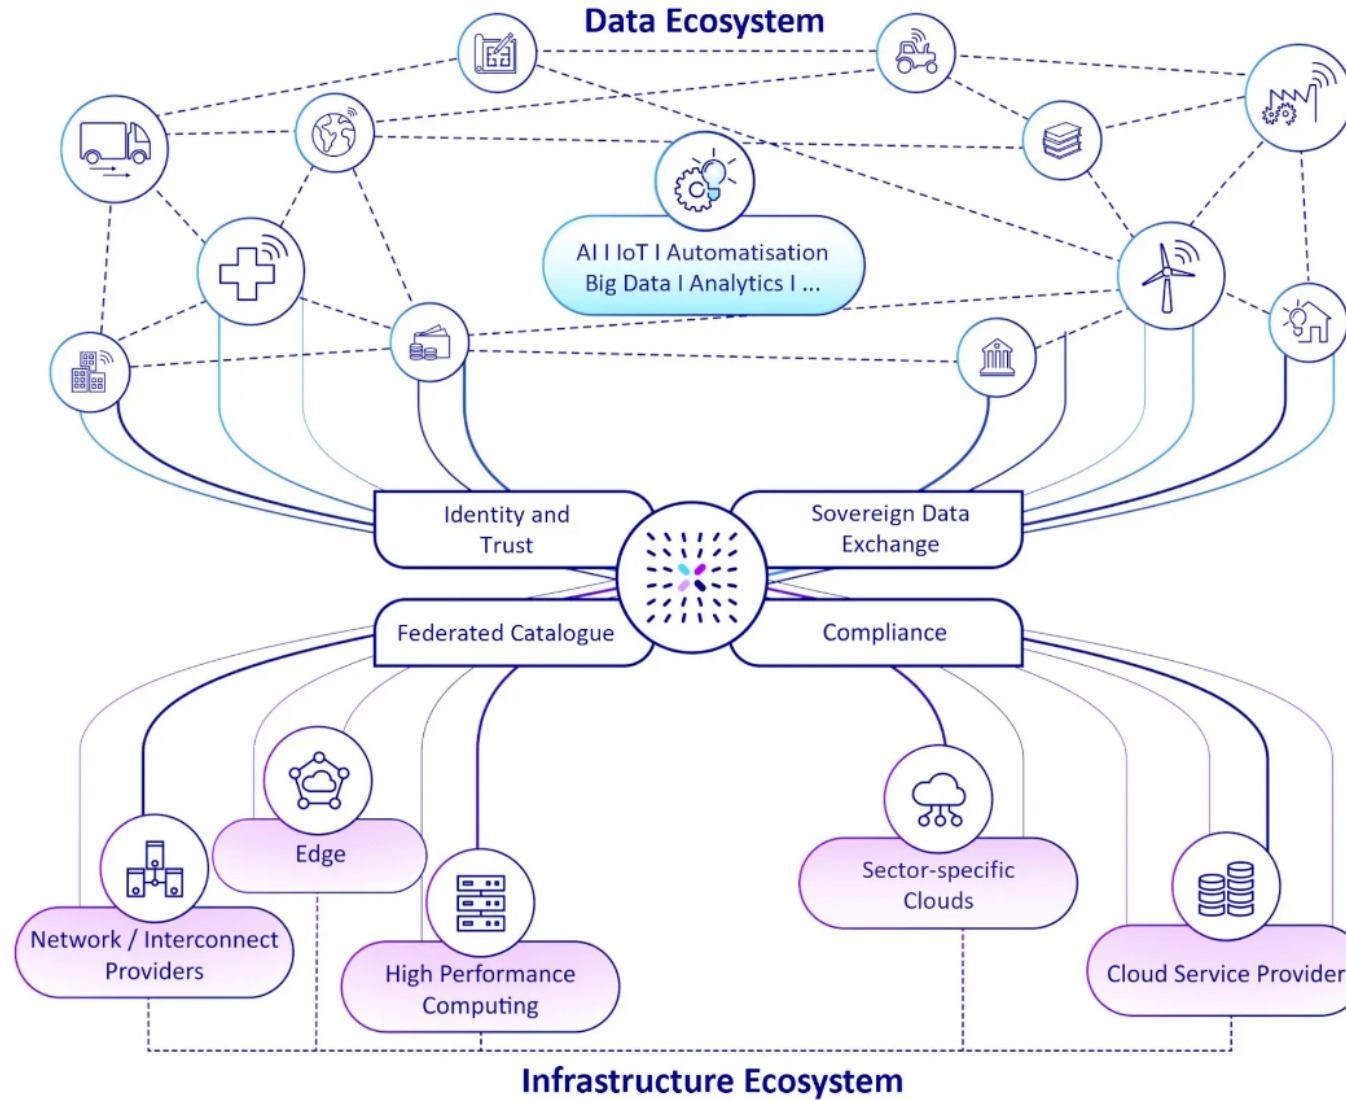 Data Ecosystem
AI I IoT I Automatisation
Big Data I Analytics I ...
Identity and
Trust
Sovereign Data
Exchange
Federated Catalogue
Compliance
Edge
Sector-specific
Clouds
Network / Interconnect
Providers
High Performance
Computing
Cloud Service Provider
Infrastructure Ecosystem